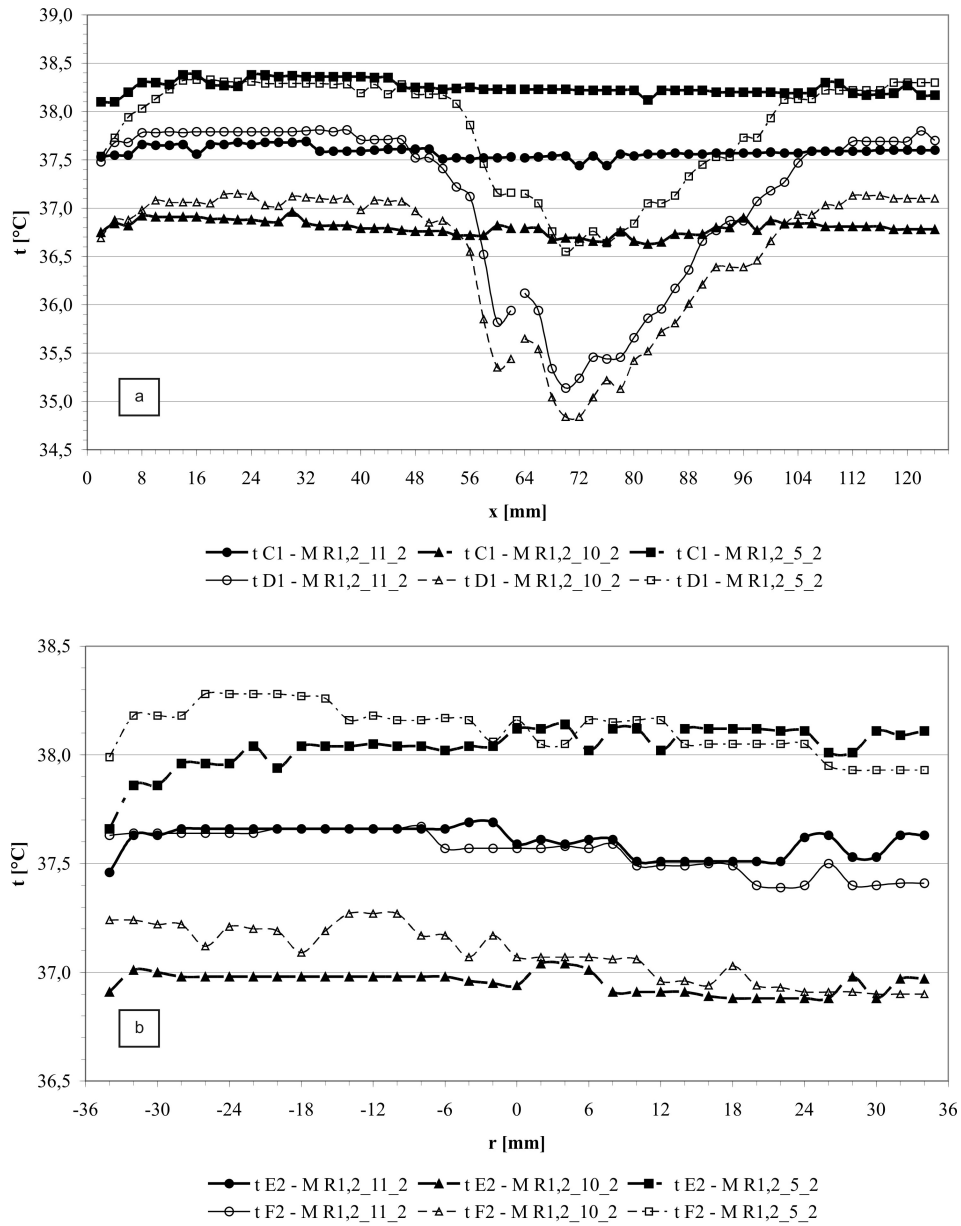 39,0
38,5
38,0
37,5
37,0
36,5
36,0
35,5
35,0
34,5
t [°C]
a
0 8 16 24 32 40 48 56 64 72 80 88 96 104 112 120
x [mm]
t C1 - M R1,2_11_2 t C1 - M R1,2_10_2 t C1 - M R1,2_5_2
t D1 - M R1,2_11_2 t D1 - M R1,2_10_2 t D1 - M R1,2_5_2
38,5
38,0
37,5
37,0
36,5
t [°C]
b
-36 -30 -24 -18 -12 -6 0 6 12 18 24 30 36
r [mm]
t E2 - M R1,2_11_2 t E2 - M R1,2_10_2 t E2 - M R1,2_5_2
t F2 - M R1,2_11_2 t F2 - M R1,2_10_2 t F2 - M R1,2_5_2